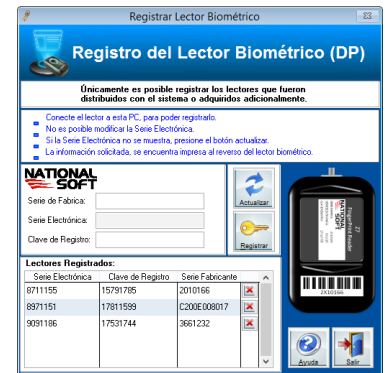 Registrar Lector Biométrico
Registro del Lector Biométrico (DP)
Únicamente es posible registrar los lectores que fueron
distribuidos con el sistema o adquiridos adicionalmente.
Conecte el lector a esta PC, para poder registrarlo.
No es posible modificar la Serie Electrónica.
Si la Serie Electrónica no se muestra, presione el botón actualizar.
La información solicitada, se encuentra impresa al reverso del lector biométrico.
NATIONAL
SOFT
Serie de Fabrica:
Serie Electrónica:
Clave de Registro:
Actualizar
Registrar
NATIONAL
SOFT
2X10166
Lectores Registrados:
Serie Electrónica Clave de Registro Serie Fabricante
8711155 15791785 2010166
8971151 17811599 C200E008017
9091186 17531744 3661232
Ayuda
Salir